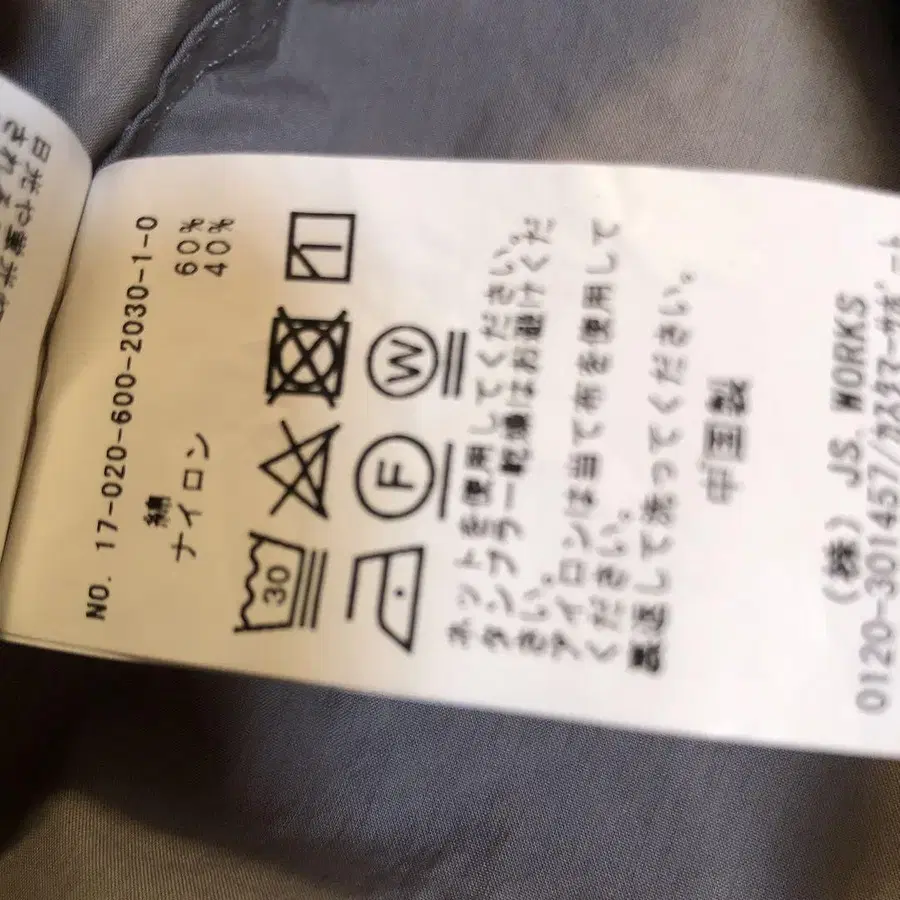 NO. 17-020-600-2030-1-0
綿 60%
ナイロン 40%
30
F
W
ネットを使用してください。
タンブラー乾燥はお避けくだ
さい。
アイロンは当て布を使用して
ください。
裏返して洗ってください。
中国製
(株) JS. WORKS
0120-301457/カスタマーサポート